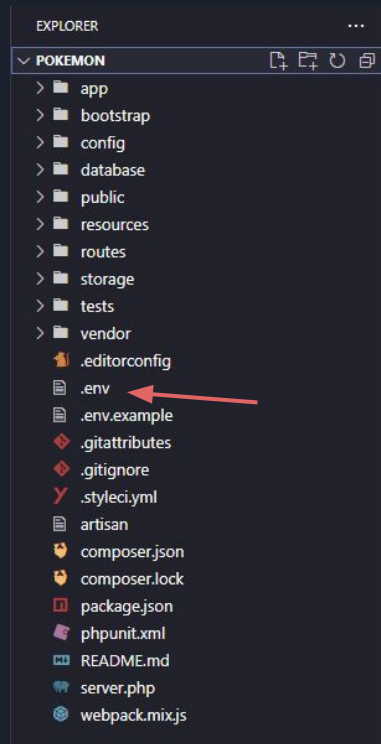 EXPLORER
POKEMON
app
bootstrap
config
database
public
resources
routes
storage
tests
vendor
.editorconfig
.env
.env.example
.gitattributes
.gitignore
.styleci.yml
artisan
composer.json
composer.lock
package.json
phpunit.xml
README.md
server.php
webpack.mix.js